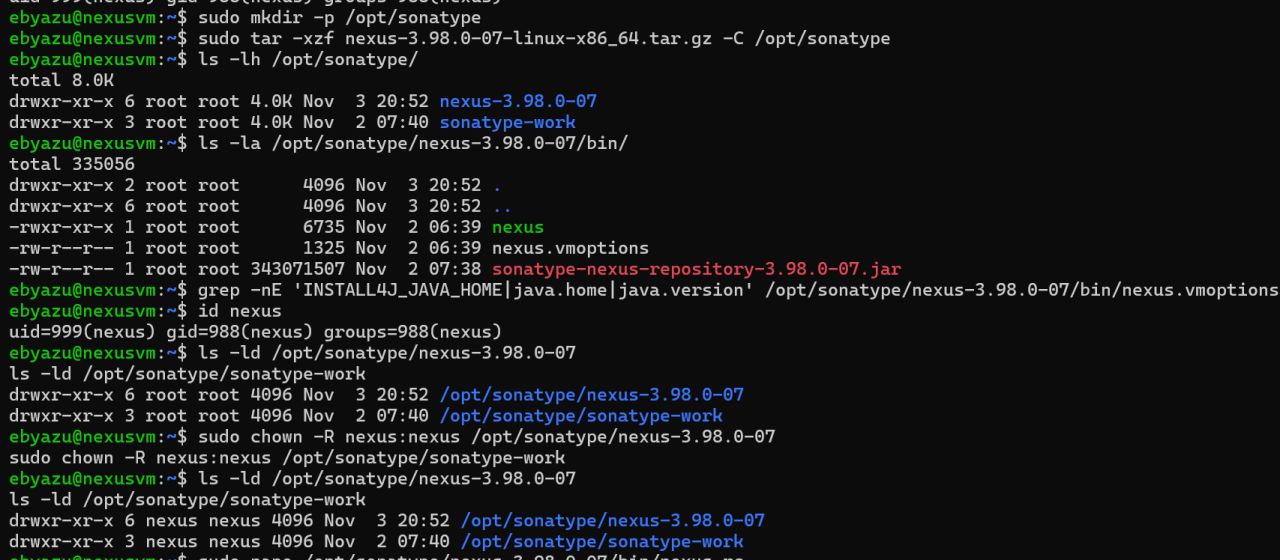 uid=999(nexus) gid=988(nexus) groups=988(nexus)
ebyazu@nexusvm:~$ sudo mkdir -p /opt/sonatype
ebyazu@nexusvm:~$ sudo tar -xzf nexus-3.98.0-07-linux-x86_64.tar.gz -C /opt/sonatype
ebyazu@nexusvm:~$ ls -lh /opt/sonatype/
total 8.0K
drwxr-xr-x 6 root root 4.0K Nov  3 20:52 nexus-3.98.0-07
drwxr-xr-x 3 root root 4.0K Nov  2 07:40 sonatype-work
ebyazu@nexusvm:~$ ls -la /opt/sonatype/nexus-3.98.0-07/bin/
total 335056
drwxr-xr-x 2 root root      4096 Nov  3 20:52 .
drwxr-xr-x 6 root root      4096 Nov  3 20:52 ..
-rwxr-xr-x 1 root root      6735 Nov  2 06:39 nexus
-rw-r--r-- 1 root root      1325 Nov  2 06:39 nexus.vmoptions
-rw-r--r-- 1 root root 343071507 Nov  2 07:38 sonatype-nexus-repository-3.98.0-07.jar
ebyazu@nexusvm:~$ grep -nE 'INSTALL4J_JAVA_HOME|java.home|java.version' /opt/sonatype/nexus-3.98.0-07/bin/nexus.vmoptions
ebyazu@nexusvm:~$ id nexus
uid=999(nexus) gid=988(nexus) groups=988(nexus)
ebyazu@nexusvm:~$ ls -ld /opt/sonatype/nexus-3.98.0-07
ls -ld /opt/sonatype/sonatype-work
drwxr-xr-x 6 root root 4096 Nov  3 20:52 /opt/sonatype/nexus-3.98.0-07
drwxr-xr-x 3 root root 4096 Nov  2 07:40 /opt/sonatype/sonatype-work
ebyazu@nexusvm:~$ sudo chown -R nexus:nexus /opt/sonatype/nexus-3.98.0-07
sudo chown -R nexus:nexus /opt/sonatype/sonatype-work
ebyazu@nexusvm:~$ ls -ld /opt/sonatype/nexus-3.98.0-07
ls -ld /opt/sonatype/sonatype-work
drwxr-xr-x 6 nexus nexus 4096 Nov  3 20:52 /opt/sonatype/nexus-3.98.0-07
drwxr-xr-x 3 nexus nexus 4096 Nov  2 07:40 /opt/sonatype/sonatype-work
ebyazu@nexusvm:~$ sudo nano